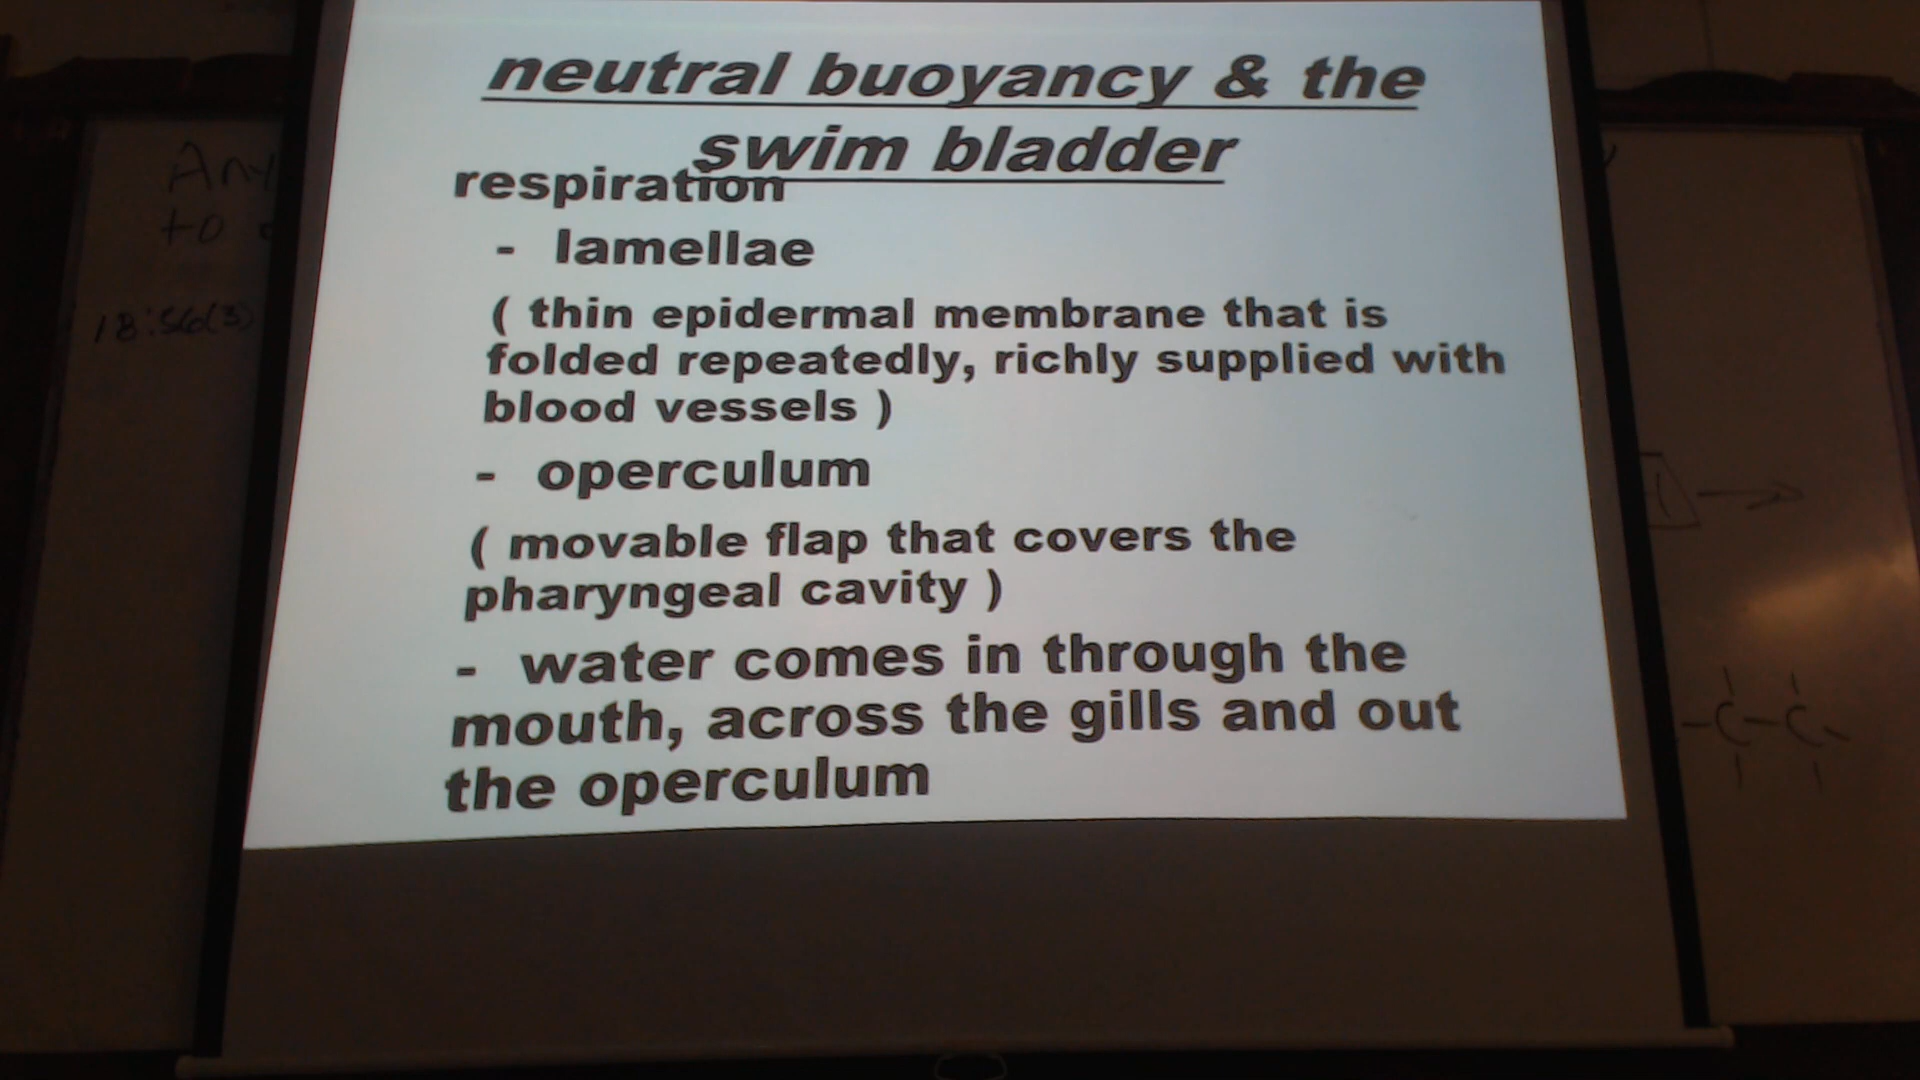 neutral buoyancy & the
swim bladder
respiration
- lamellae
( thin epidermal membrane that is
folded repeatedly, richly supplied with
blood vessels )
- operculum
( movable flap that covers the
pharyngeal cavity )
- water comes in through the
mouth, across the gills and out
the operculum
Any
to
18:56(3)
-C-C-